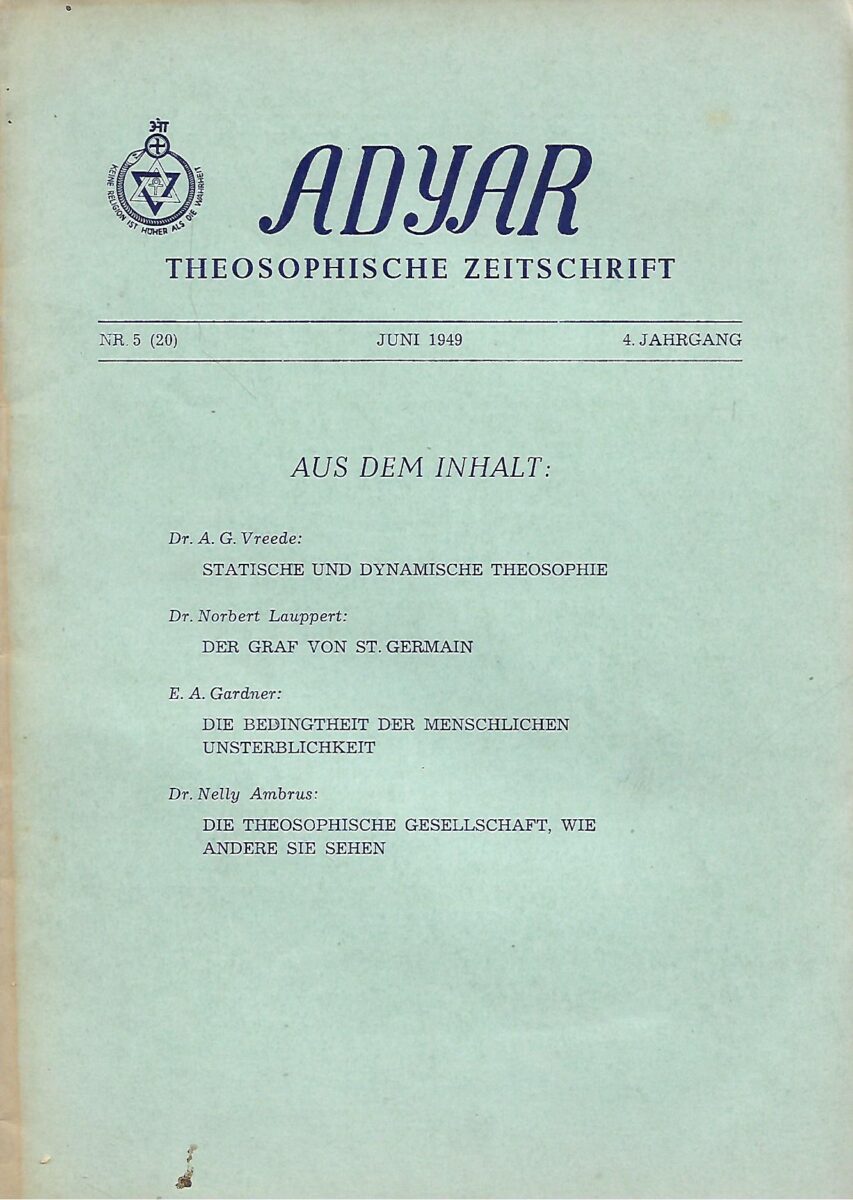 ओं
KEINE RELIGION IST HÖHER ALS DIE WAHRHEIT
ADYAR
THEOSOPHISCHE ZEITSCHRIFT
NR. 5 (20) JUNI 1949 4. JAHRGANG
AUS DEM INHALT:
Dr. A. G. Vreede:
STATISCHE UND DYNAMISCHE THEOSOPHIE
Dr. Norbert Lauppert:
DER GRAF VON ST. GERMAIN
E. A. Gardner:
DIE BEDINGTHEIT DER MENSCHLICHEN
UNSTERBLICHKEIT
Dr. Nelly Ambrus:
DIE THEOSOPHISCHE GESELLSCHAFT, WIE
ANDERE SIE SEHEN